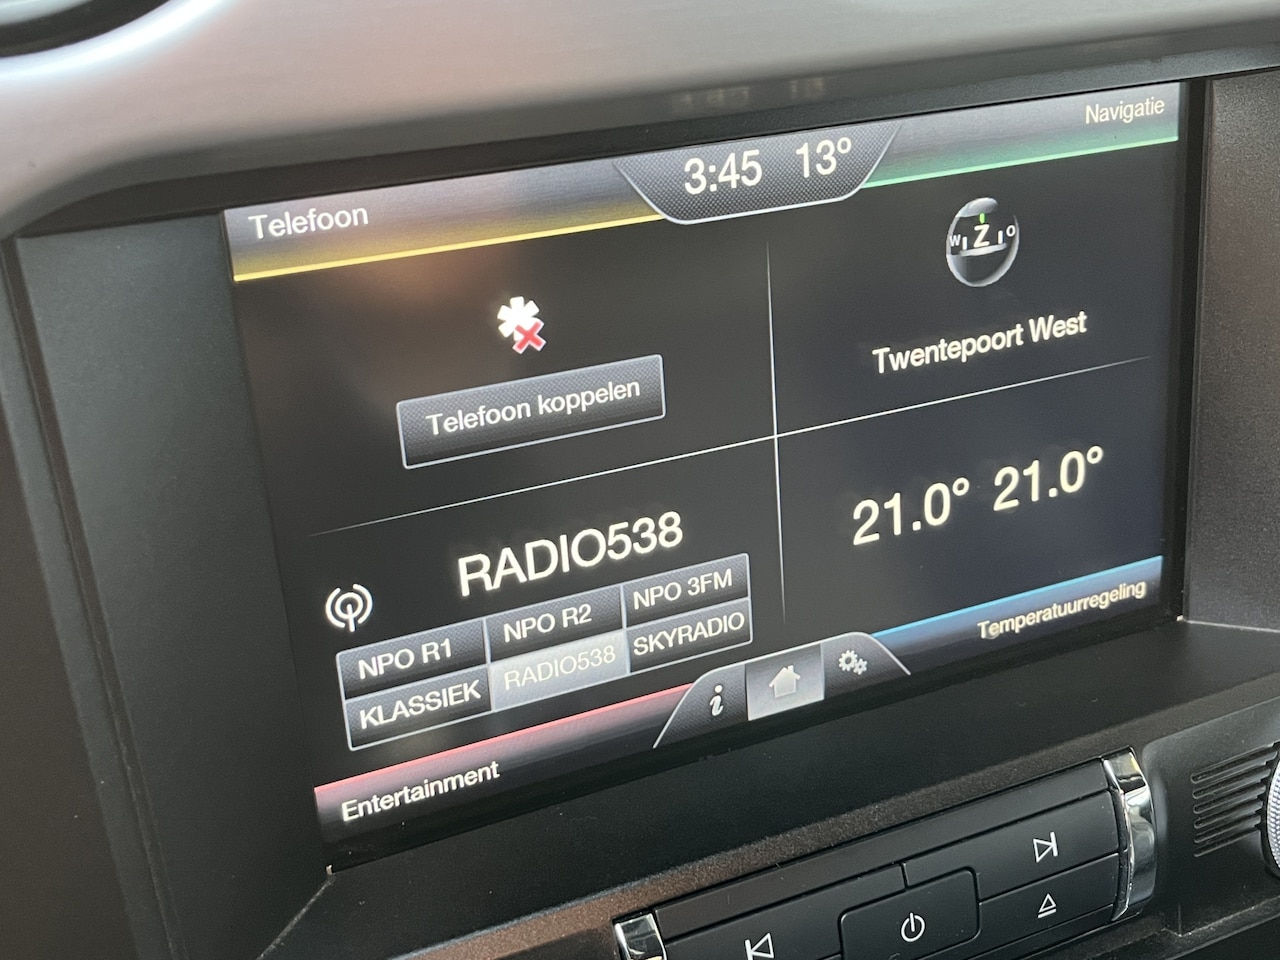 Telefoon
3:45 13°
Navigatie
W Z O
Telefoon koppelen
Twentepoort West
RADIO538
NPO R1 NPO R2 NPO 3FM
KLASSIEK RADIO538 SKYRADIO
21.0° 21.0°
Temperatuurregeling
i
Entertainment